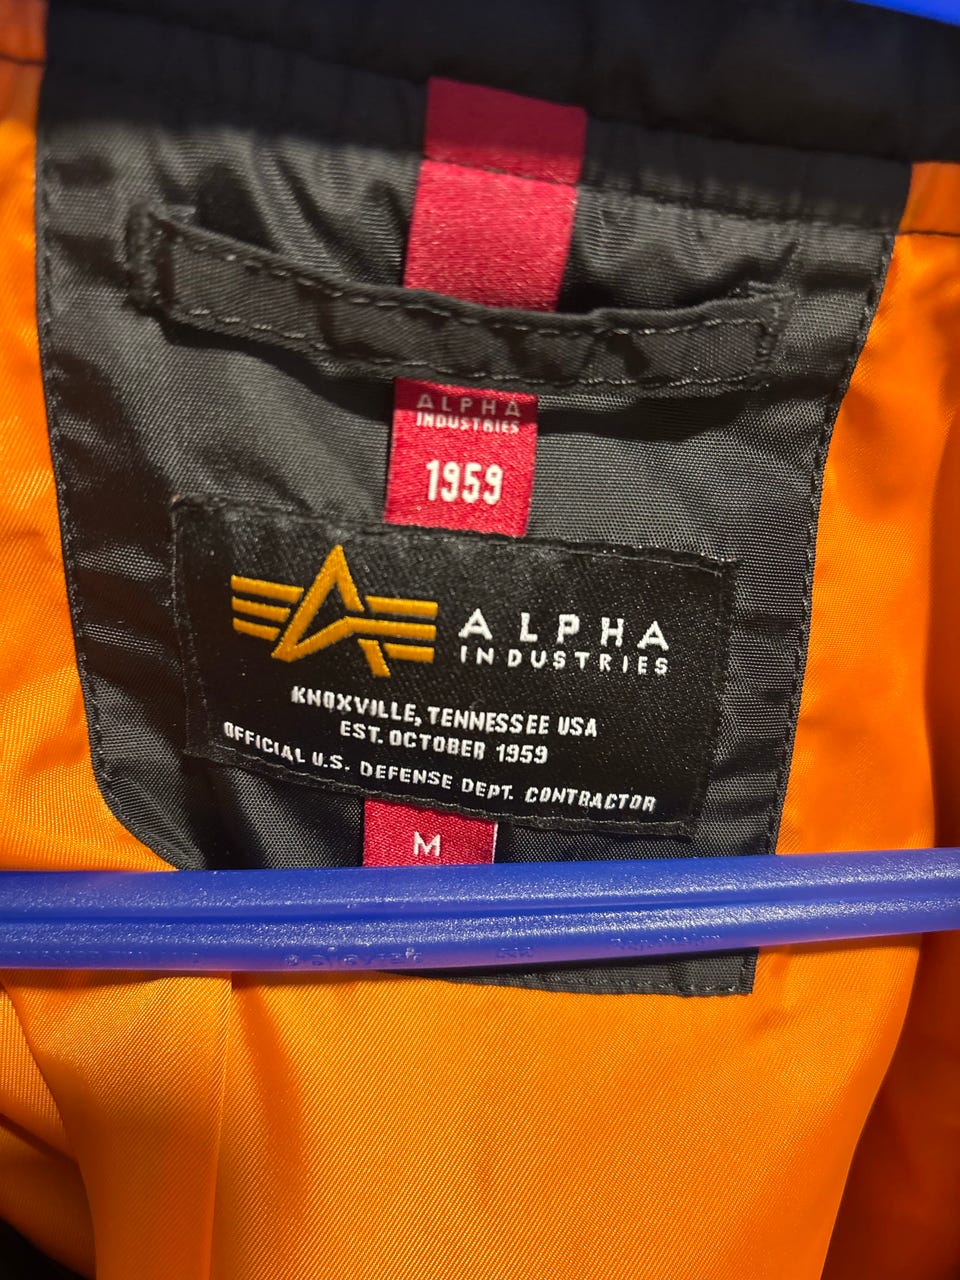 ALPHA
INDUSTRIES
1959
ALPHA
INDUSTRIES
KNOXVILLE, TENNESSEE USA
EST. OCTOBER 1959
OFFICIAL U.S. DEFENSE DEPT. CONTRACTOR
M